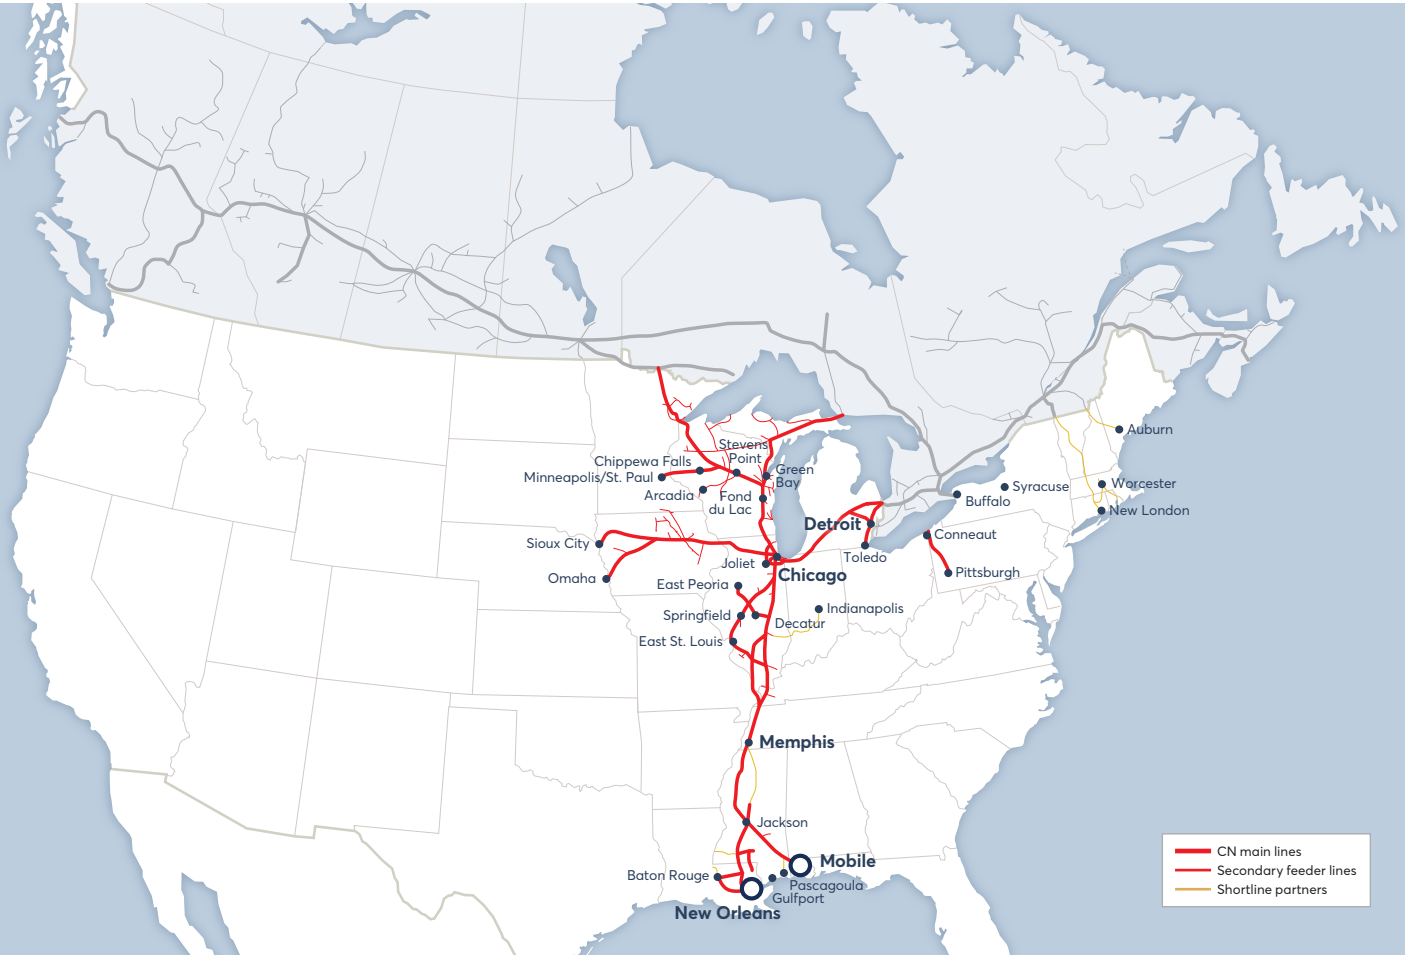 Stevens
Point
Chippewa Falls
Minneapolis/St. Paul
Green
Bay
Arcadia
Fond
du Lac
Auburn
Syracuse
Worcester
Buffalo
New London
Detroit
Conneaut
Sioux City
Toledo
Joliet
Chicago
Pittsburgh
Omaha
East Peoria
Springfield
Indianapolis
Decatur
East St. Louis
Memphis
Jackson
Mobile
Baton Rouge
Pascagoula
Gulfport
New Orleans
CN main lines
Secondary feeder lines
Shortline partners